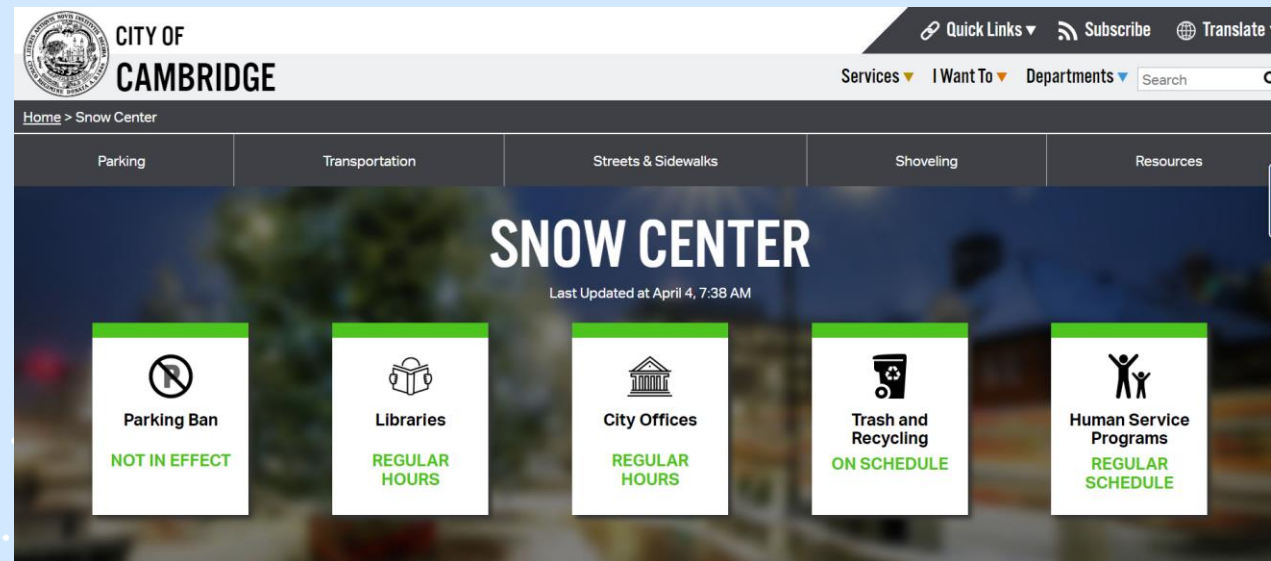 CITY OF
CAMBRIDGE
Quick Links ▾ Subscribe Translate
Services ▾ I Want To ▾ Departments ▾ Search
Home > Snow Center
Parking Transportation Streets & Sidewalks Shoveling Resources
SNOW CENTER
Last Updated at April 4, 7:38 AM
Parking Ban
NOT IN EFFECT
Libraries
REGULAR
HOURS
City Offices
REGULAR
HOURS
Trash and
Recycling
ON SCHEDULE
Human Service
Programs
REGULAR
SCHEDULE